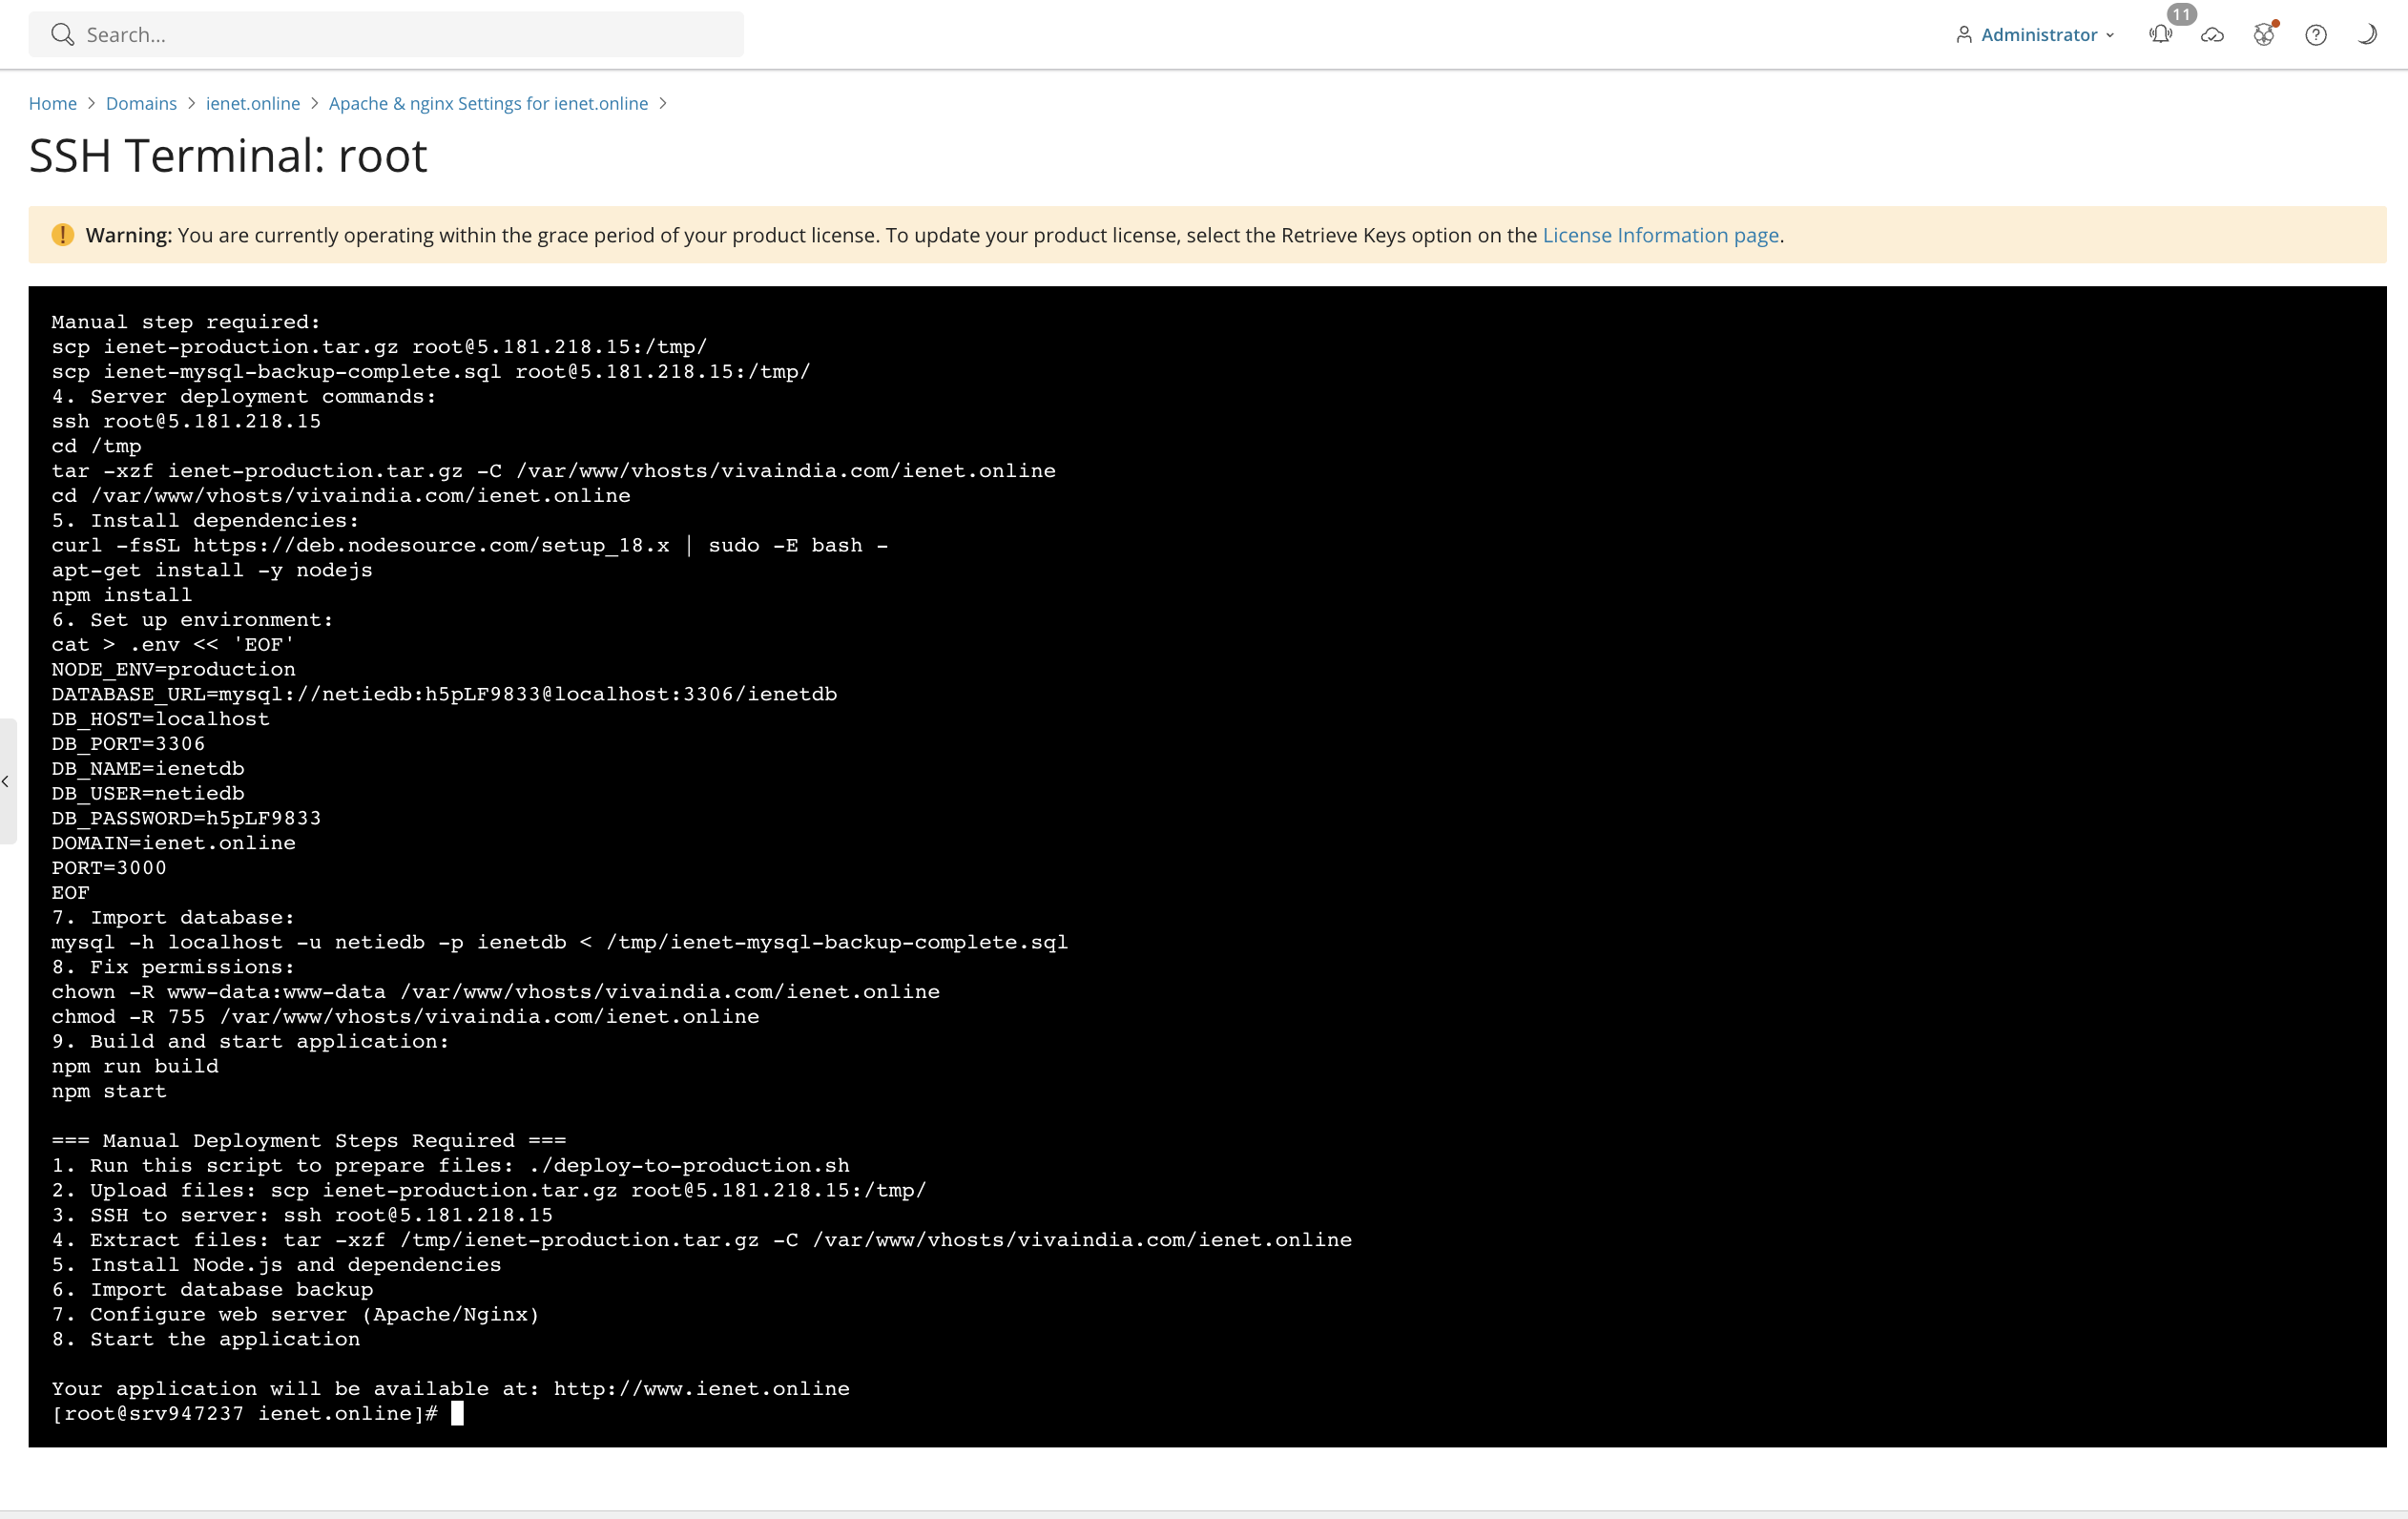 Search...
Administrator
11
Home > Domains > ienet.online > Apache & nginx Settings for ienet.online >
SSH Terminal: root
Warning: You are currently operating within the grace period of your product license. To update your product license, select the Retrieve Keys option on the License Information page.
Manual step required:
scp ienet-production.tar.gz root@5.181.218.15:/tmp/
scp ienet-mysql-backup-complete.sql root@5.181.218.15:/tmp/
4. Server deployment commands:
ssh root@5.181.218.15
cd /tmp
tar -xzf ienet-production.tar.gz -C /var/www/vhosts/vivaindia.com/ienet.online
cd /var/www/vhosts/vivaindia.com/ienet.online
5. Install dependencies:
curl -fsSL https://deb.nodesource.com/setup_18.x | sudo -E bash -
apt-get install -y nodejs
npm install
6. Set up environment:
cat > .env << 'EOF'
NODE_ENV=production
DATABASE_URL=mysql://netiedb:h5pLF9833@localhost:3306/ienetdb
DB_HOST=localhost
DB_PORT=3306
DB_NAME=ienetdb
DB_USER=netiedb
DB_PASSWORD=h5pLF9833
DOMAIN=ienet.online
PORT=3000
EOF
7. Import database:
mysql -h localhost -u netiedb -p ienetdb < /tmp/ienet-mysql-backup-complete.sql
8. Fix permissions:
chown -R www-data:www-data /var/www/vhosts/vivaindia.com/ienet.online
chmod -R 755 /var/www/vhosts/vivaindia.com/ienet.online
9. Build and start application:
npm run build
npm start
=== Manual Deployment Steps Required ===
1. Run this script to prepare files: ./deploy-to-production.sh
2. Upload files: scp ienet-production.tar.gz root@5.181.218.15:/tmp/
3. SSH to server: ssh root@5.181.218.15
4. Extract files: tar -xzf /tmp/ienet-production.tar.gz -C /var/www/vhosts/vivaindia.com/ienet.online
5. Install Node.js and dependencies
6. Import database backup
7. Configure web server (Apache/Nginx)
8. Start the application
Your application will be available at: http://www.ienet.online
[root@srv947237 ienet.online]#